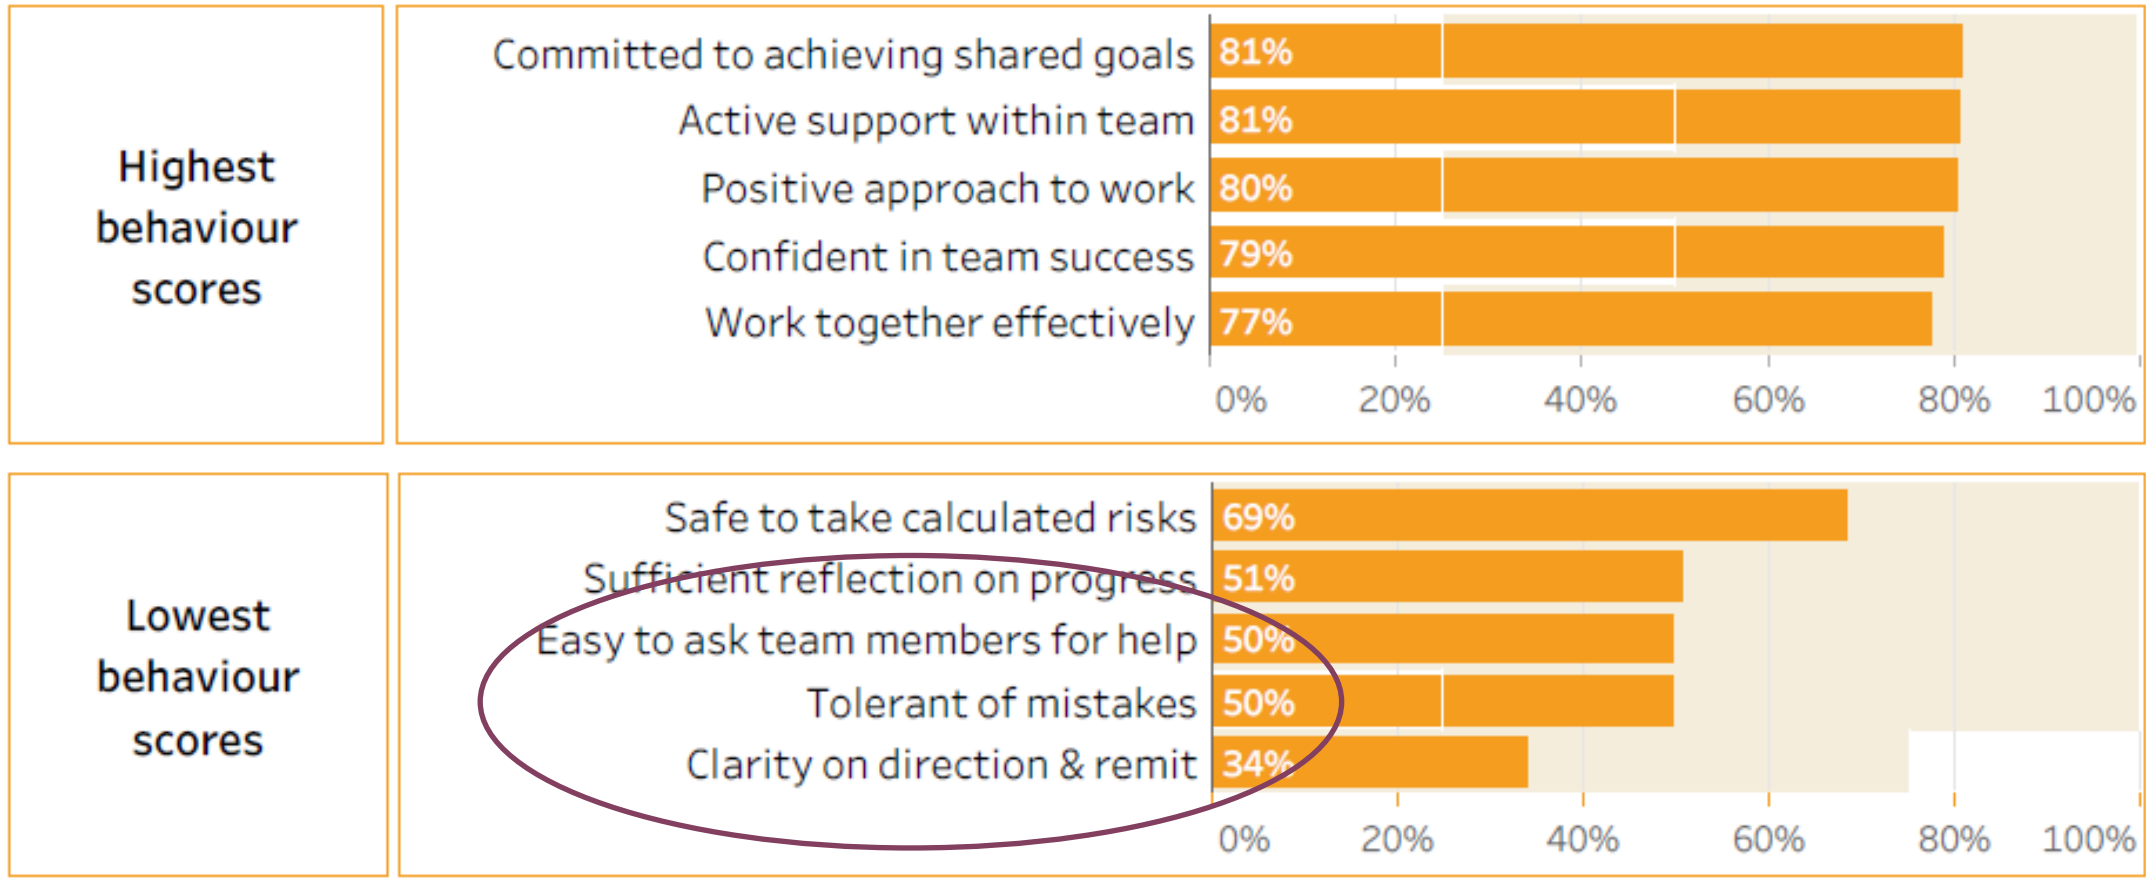 Highest
behaviour
scores
Committed to achieving shared goals 81%
Active support within team 81%
Positive approach to work 80%
Confident in team success 79%
Work together effectively 77%
0% 20% 40% 60% 80% 100%
Lowest
behaviour
scores
Safe to take calculated risks 69%
Sufficient reflection on progress 51%
Easy to ask team members for help 50%
Tolerant of mistakes 50%
Clarity on direction & remit 34%
0% 20% 40% 60% 80% 100%